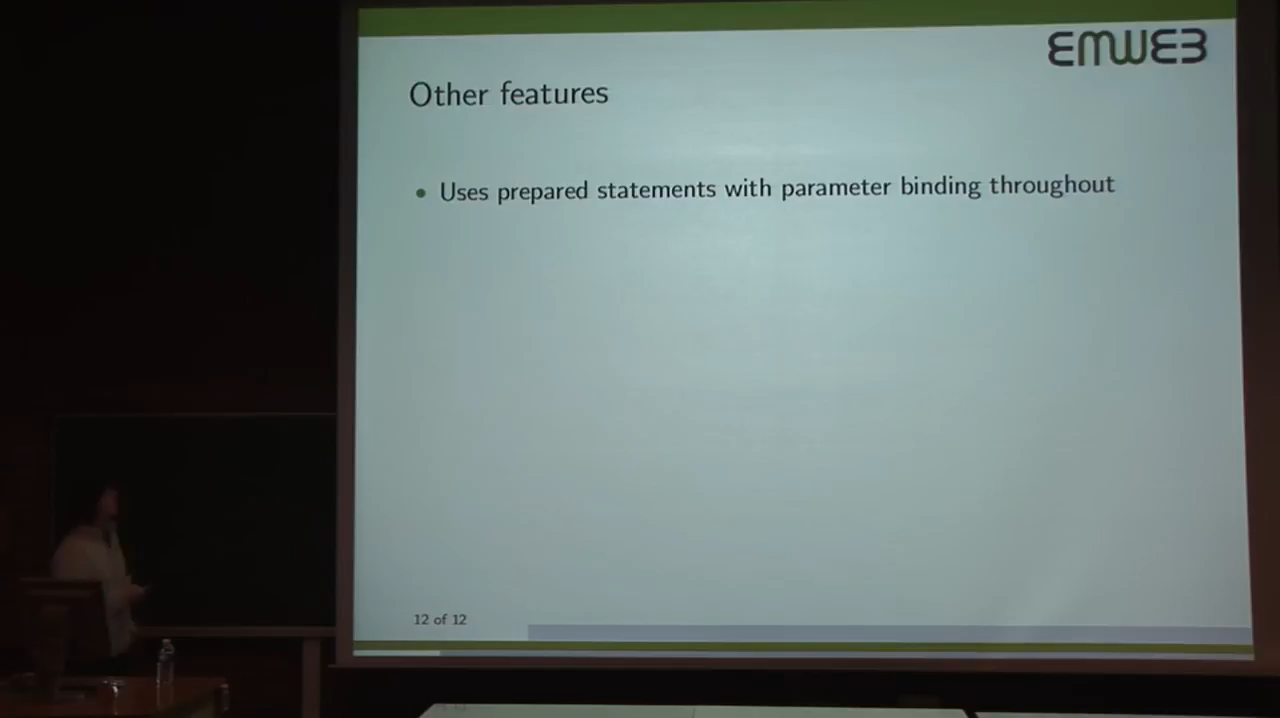 EMWEB
Other features
• Uses prepared statements with parameter binding throughout
12 of 12